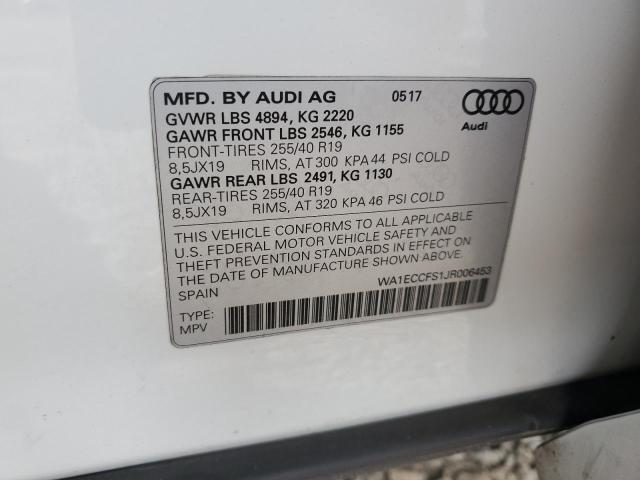 MFD. BY AUDI AG 0517
GVWR LBS 4894, KG 2220
GAWR FRONT LBS 2546, KG 1155
FRONT-TIRES 255/40 R19
8,5JX19 RIMS, AT 300 KPA 44 PSI COLD
GAWR REAR LBS 2491, KG 1130
REAR-TIRES 255/40 R19
8,5JX19 RIMS, AT 320 KPA 46 PSI COLD
Audi
THIS VEHICLE CONFORMS TO ALL APPLICABLE
U.S. FEDERAL MOTOR VEHICLE SAFETY AND
THEFT PREVENTION STANDARDS IN EFFECT ON
THE DATE OF MANUFACTURE SHOWN ABOVE.
SPAIN
WA1ECCFS1JR006453
TYPE:
MPV